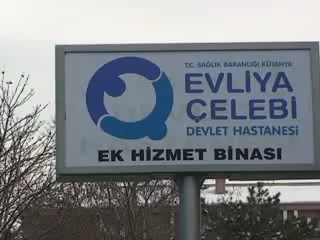 T.C. SAĞLIK BAKANLIĞI KÜTAHYA
EVLİYA
ÇELEBİ
DEVLET HASTANESİ
EK HİZMET BİNASI